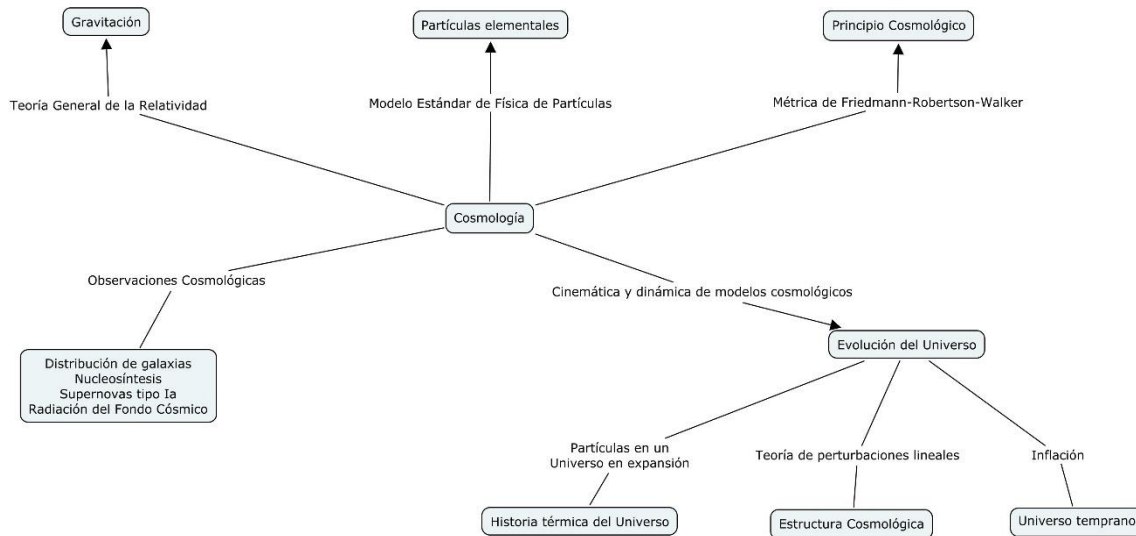 Gravitación
Partículas elementales
Principio Cosmológico
Teoría General de la Relatividad
Modelo Estándar de Física de Partículas
Métrica de Friedmann-Robertson-Walker
Cosmología
Observaciones Cosmológicas
Cinemática y dinámica de modelos cosmológicos
Distribución de galaxias
Nucleosíntesis
Supernovas tipo Ia
Radiación del Fondo Cósmico
Evolución del Universo
Partículas en un
Universo en expansión
Teoría de perturbaciones lineales
Inflación
Historia térmica del Universo
Estructura Cosmológica
Universo temprano